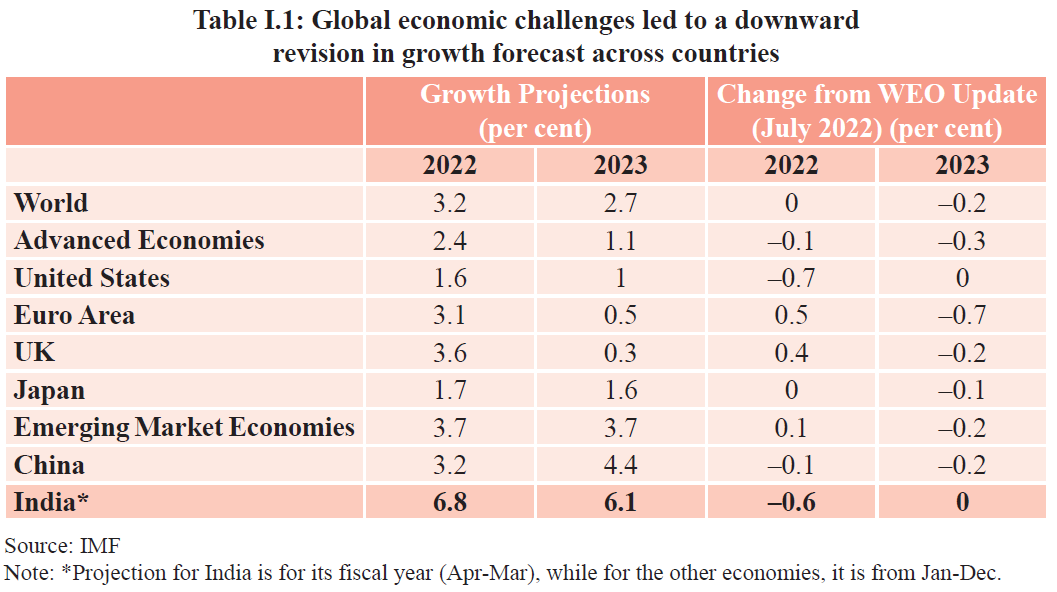 Table I.1: Global economic challenges led to a downward
revision in growth forecast across countries
Growth Projections Change from WEO Update
(per cent) (July 2022) (per cent)
2022 2023 2022 2023
World 3.2 2.7 0 –0.2
Advanced Economies 2.4 1.1 –0.1 –0.3
United States 1.6 1 –0.7 0
Euro Area 3.1 0.5 0.5 –0.7
UK 3.6 0.3 0.4 –0.2
Japan 1.7 1.6 0 –0.1
Emerging Market Economies 3.7 3.7 0.1 –0.2
China 3.2 4.4 –0.1 –0.2
India* 6.8 6.1 –0.6 0
Source: IMF
Note: *Projection for India is for its fiscal year (Apr-Mar), while for the other economies, it is from Jan-Dec.